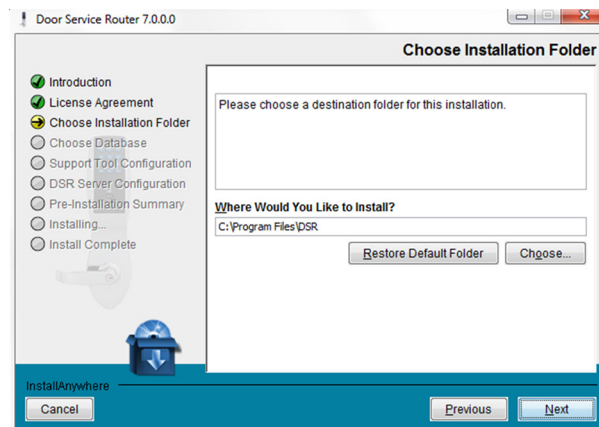 Door Service Router 7.0.0.0
Choose Installation Folder
Introduction
License Agreement
Choose Installation Folder
Choose Database
Support Tool Configuration
DSR Server Configuration
Pre-Installation Summary
Installing...
Install Complete
Please choose a destination folder for this installation.
Where Would You Like to Install?
C:\Program Files\DSR
Restore Default Folder
Choose...
InstallAnywhere
Cancel
Previous
Next